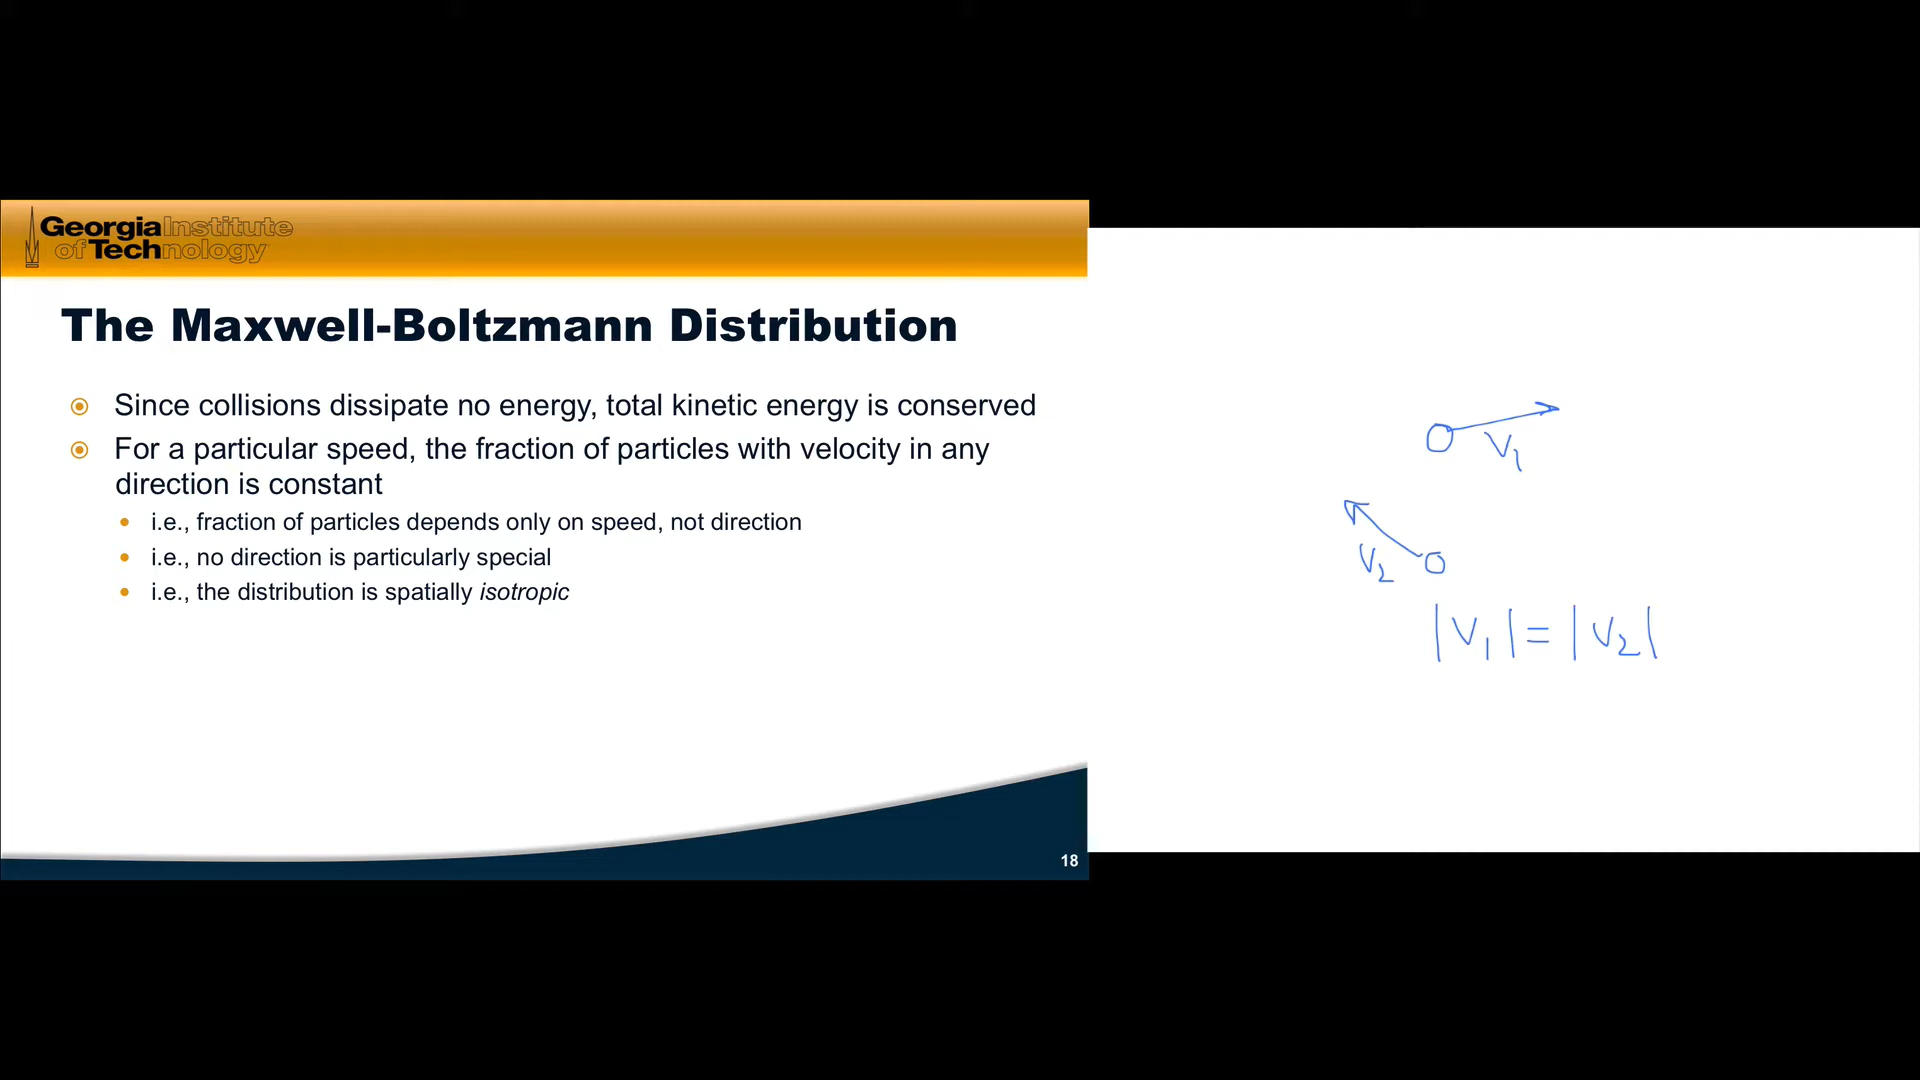 Georgia Institute
of Technology
The Maxwell-Boltzmann Distribution
Since collisions dissipate no energy, total kinetic energy is conserved
For a particular speed, the fraction of particles with velocity in any
direction is constant
i.e., fraction of particles depends only on speed, not direction
i.e., no direction is particularly special
i.e., the distribution is spatially isotropic
18
V₁
V₂
|V₁| = |V₂|